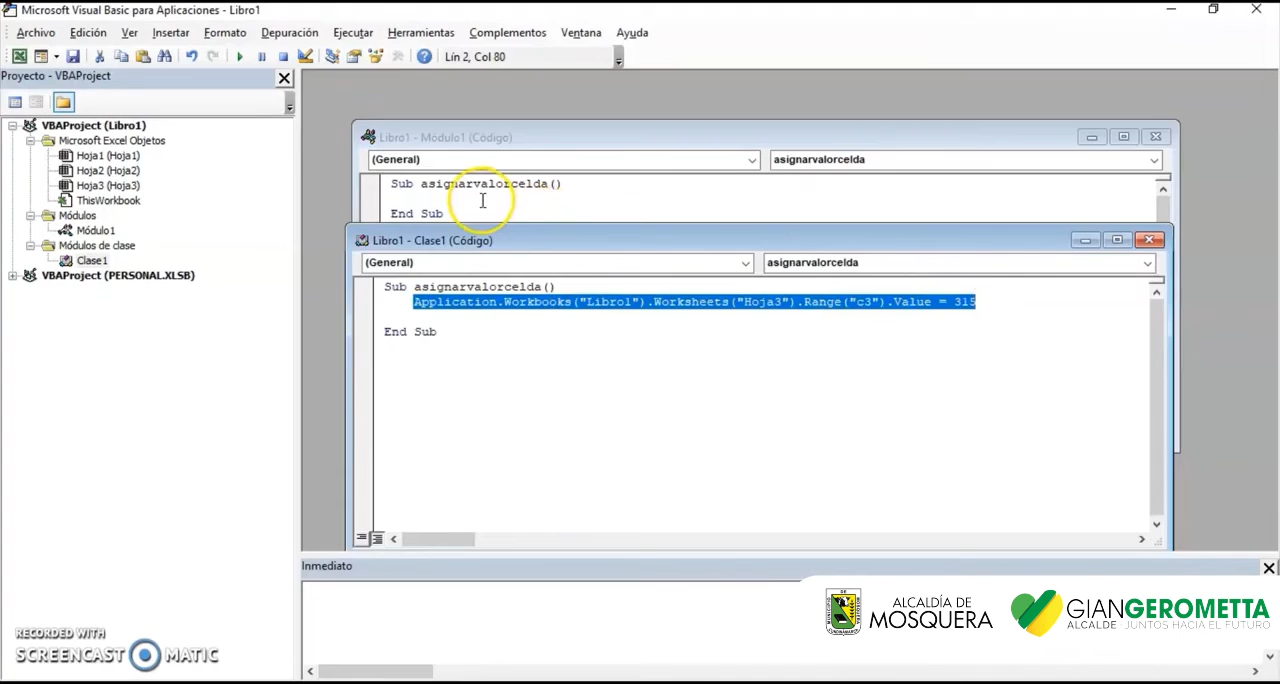 Microsoft Visual Basic para Aplicaciones - Libro1
Archivo Edición Ver Insertar Formato Depuración Ejecutar Herramientas Complementos Ventana Ayuda
Lín 2, Col 80
Proyecto - VBAProject
VBAProject (Libro1)
Microsoft Excel Objetos
Hoja1 (Hoja1)
Hoja2 (Hoja2)
Hoja3 (Hoja3)
ThisWorkbook
Módulos
Módulo1
Módulos de clase
Clase1
VBAProject (PERSONAL.XLSB)
Libro1 - Módulo1 (Código)
(General) asignarvalorcelda
Sub asignarvalorcelda()
End Sub
Libro1 - Clase1 (Código)
(General) asignarvalorcelda
Sub asignarvalorcelda()
Application.Workbooks("Libro1").Worksheets("Hoja3").Range("c3").Value = 315
End Sub
Inmediato
ALCALDÍA DE
MOSQUERA
GIANGEROMETTA
ALCALDE JUNTOS HACIA EL FUTURO
RECORDED WITH
SCREENCAST MATIC